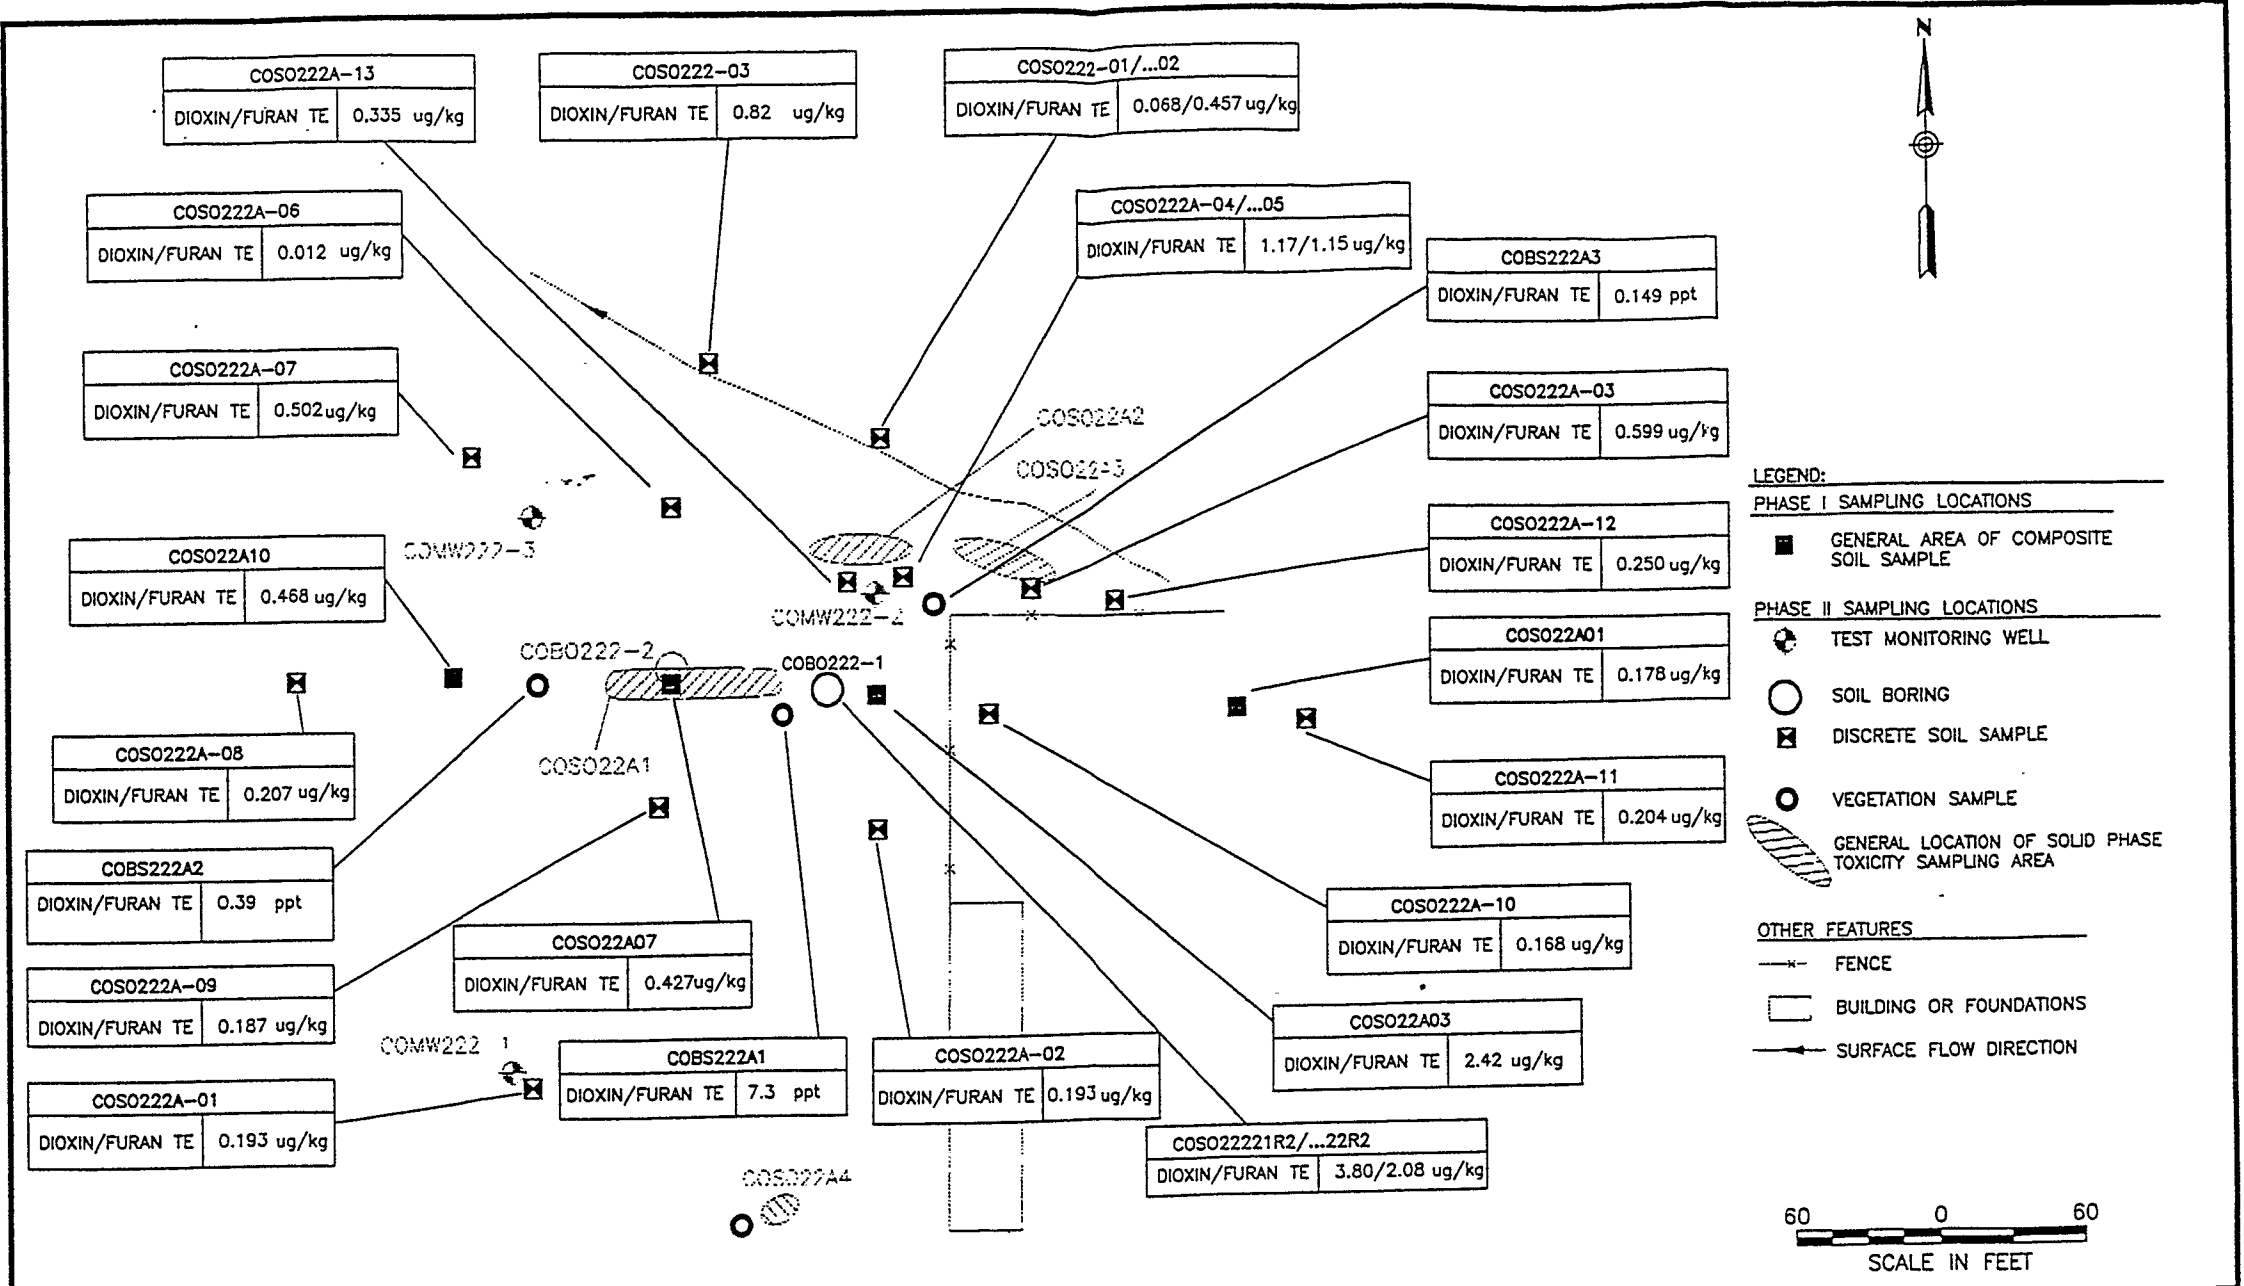 N
COSO222A-13
DIOXIN/FURAN TE 0.335 ug/kg
COSO222-03
DIOXIN/FURAN TE 0.82 ug/kg
COSO222-01/...02
DIOXIN/FURAN TE 0.068/0.457 ug/kg
COSO222A-06
DIOXIN/FURAN TE 0.012 ug/kg
COSO222A-04/...05
DIOXIN/FURAN TE 1.17/1.15 ug/kg
COBS222A3
DIOXIN/FURAN TE 0.149 ppt
COSO222A-07
DIOXIN/FURAN TE 0.502 ug/kg
COSO222A-03
DIOXIN/FURAN TE 0.599 ug/kg
COSO22A2
COMW222-3
COSO222A-12
DIOXIN/FURAN TE 0.250 ug/kg
COSO22A10
DIOXIN/FURAN TE 0.468 ug/kg
COMW222-2
COBO222-2
COBO222-1
COSO22A01
DIOXIN/FURAN TE 0.178 ug/kg
COSO22A1
COSO222A-08
DIOXIN/FURAN TE 0.207 ug/kg
COSO222A-11
DIOXIN/FURAN TE 0.204 ug/kg
COBS222A2
DIOXIN/FURAN TE 0.39 ppt
COSO222A-10
DIOXIN/FURAN TE 0.168 ug/kg
COSO22A07
DIOXIN/FURAN TE 0.427ug/kg
COSO222A-09
DIOXIN/FURAN TE 0.187 ug/kg
COSO22A03
DIOXIN/FURAN TE 2.42 ug/kg
COMW222 1
COBS222A1
DIOXIN/FURAN TE 7.3 ppt
COSO222A-02
DIOXIN/FURAN TE 0.193 ug/kg
COSO222A-01
DIOXIN/FURAN TE 0.193 ug/kg
COSO22221R2/...22R2
DIOXIN/FURAN TE 3.80/2.08 ug/kg
COSO22A4
LEGEND:
PHASE I SAMPLING LOCATIONS
GENERAL AREA OF COMPOSITE
SOIL SAMPLE
PHASE II SAMPLING LOCATIONS
TEST MONITORING WELL
SOIL BORING
DISCRETE SOIL SAMPLE
VEGETATION SAMPLE
GENERAL LOCATION OF SOLID PHASE
TOXICITY SAMPLING AREA
OTHER FEATURES
FENCE
BUILDING OR FOUNDATIONS
SURFACE FLOW DIRECTION
60 0 60
SCALE IN FEET